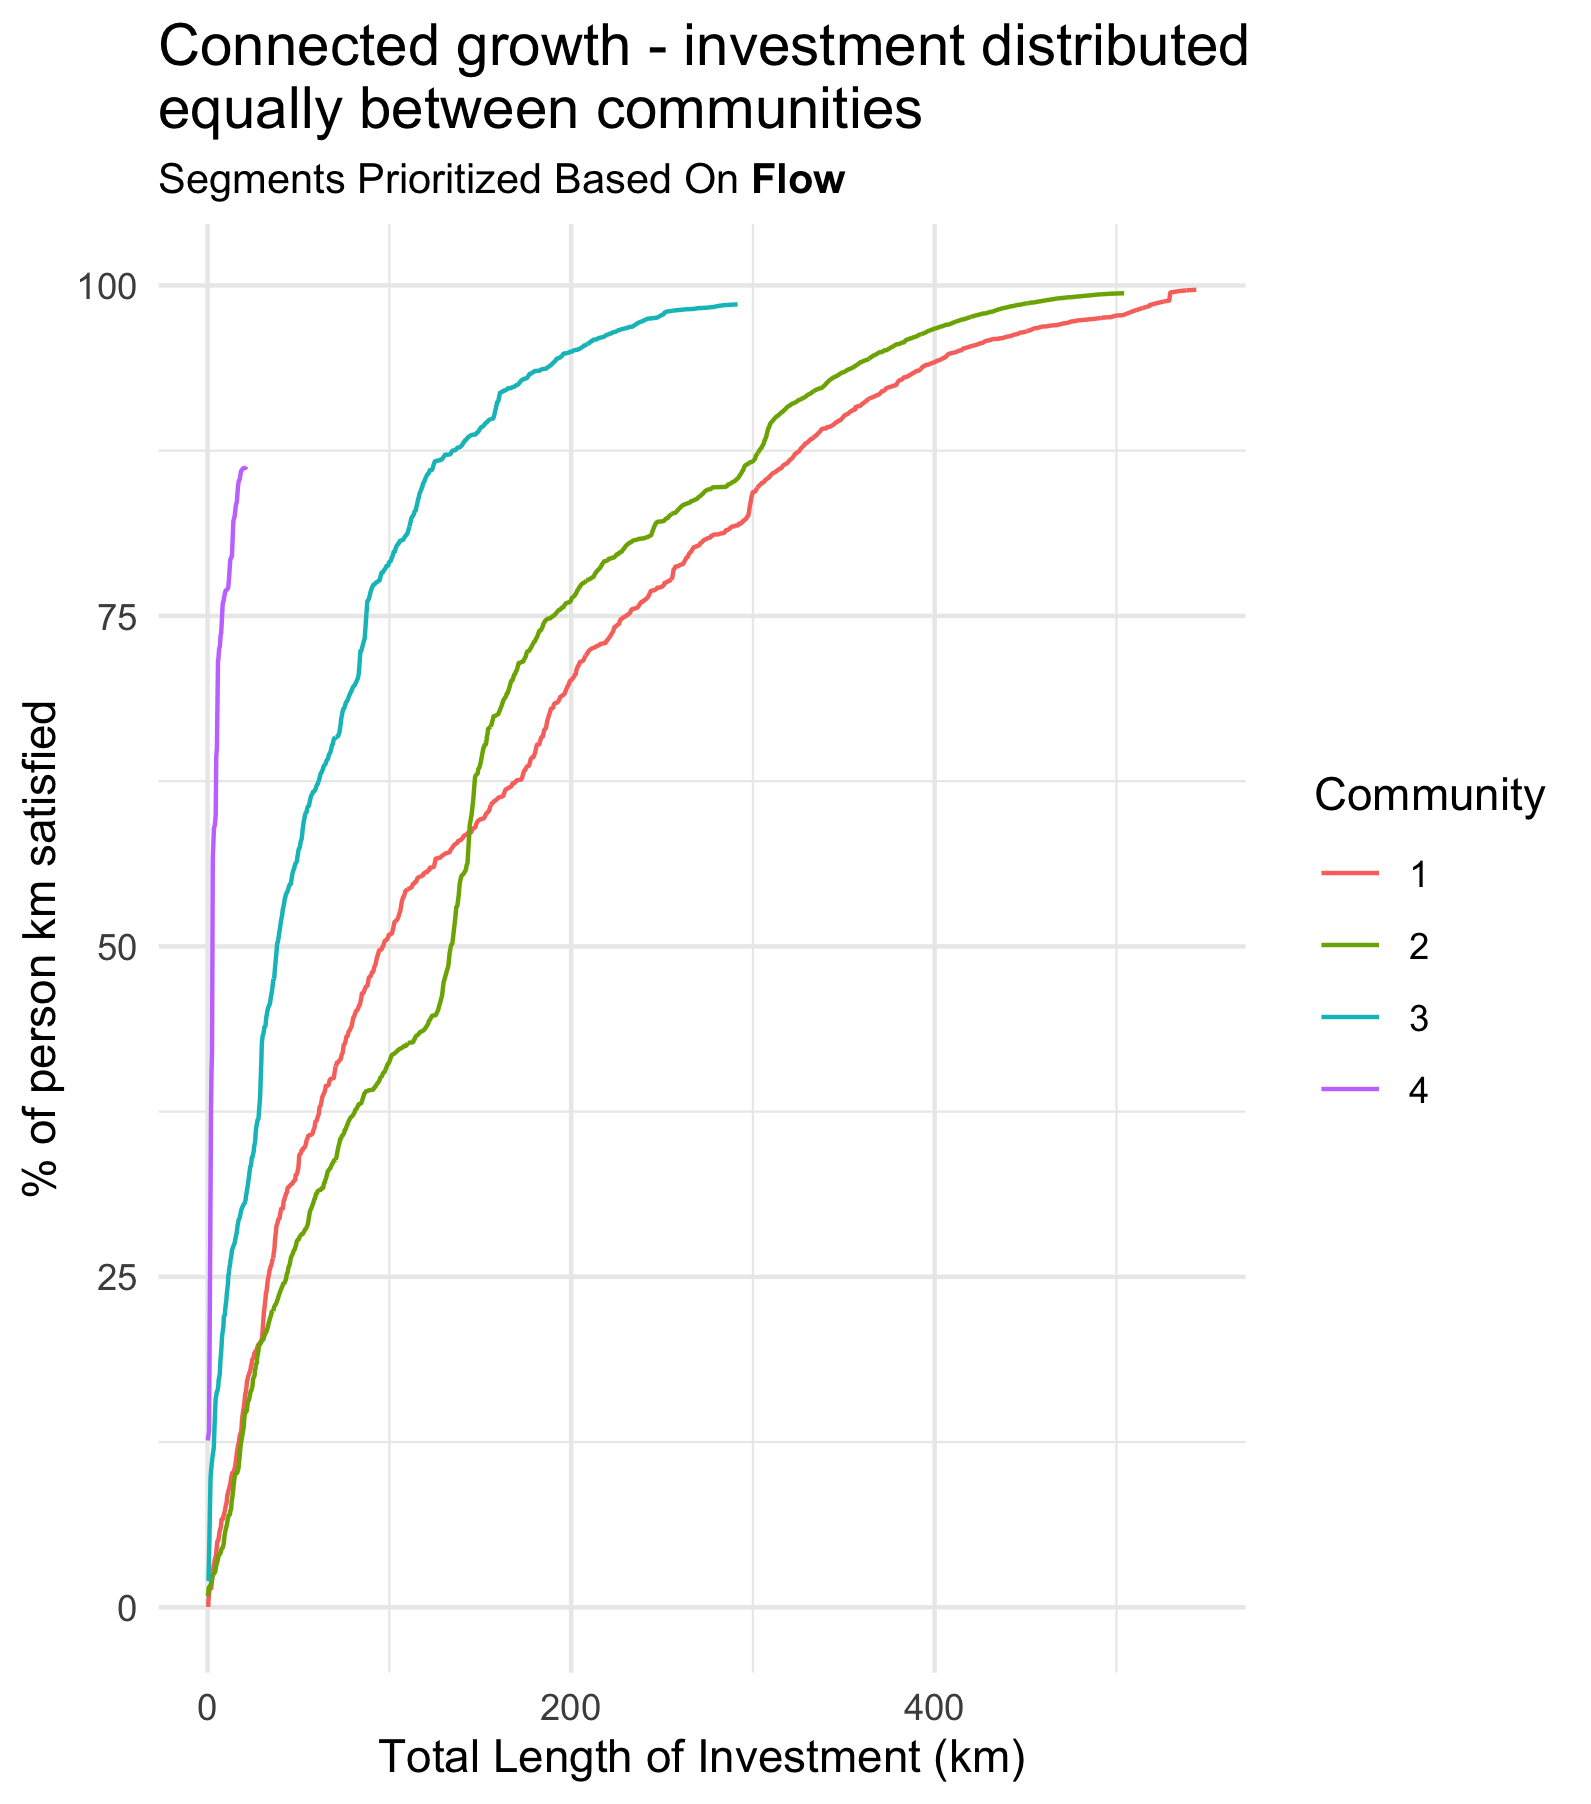 Connected growth - investment distributed
equally between communities
Segments Prioritized Based On Flow
100
75
50
25
0
% of person km satisfied
0
200
400
Total Length of Investment (km)
Community
1
2
3
4